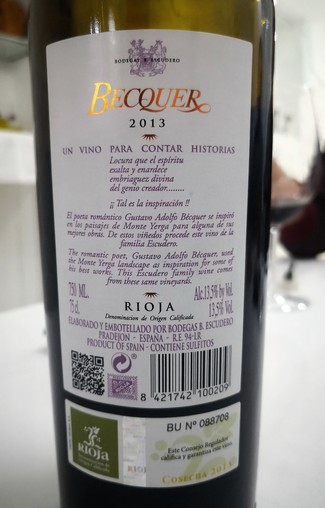 BODEGAS B. ESCUDERO
BECQUER
2013
UN VINO PARA CONTAR HISTORIAS
Locura que el espíritu
exalta y enardece
embriaguez divina
del genio creador........
¡¡ Tal es la inspiración !!
El poeta romántico Gustavo Adolfo Bécquer se inspiró
en los paisajes de Monte Yerga para alguna de sus
mejores obras. De estos viñedos procede este vino de la
familia Escudero.
The romantic poet, Gustavo Adolfo Bécquer, used
the Monte Yerga landscape as inspiration for some of
his best works. This Escudero family wine comes
from these same vineyards.
750 ML. Alc.13,5% by Vol.
75 cl. 13,5% Vol.
RIOJA
Denominacion de Origen Calificada
ELABORADO Y EMBOTELLADO POR BODEGAS B. ESCUDERO
PRADEJON - ESPAÑA - R.E. 94-LR
PRODUCT OF SPAIN - CONTIENE SULFITOS
8 421742 100209
BU Nº 088708
RIOJA
RIOJ
Este Consejo Regulador
califica y garantiza este vino
COSECHA 2013